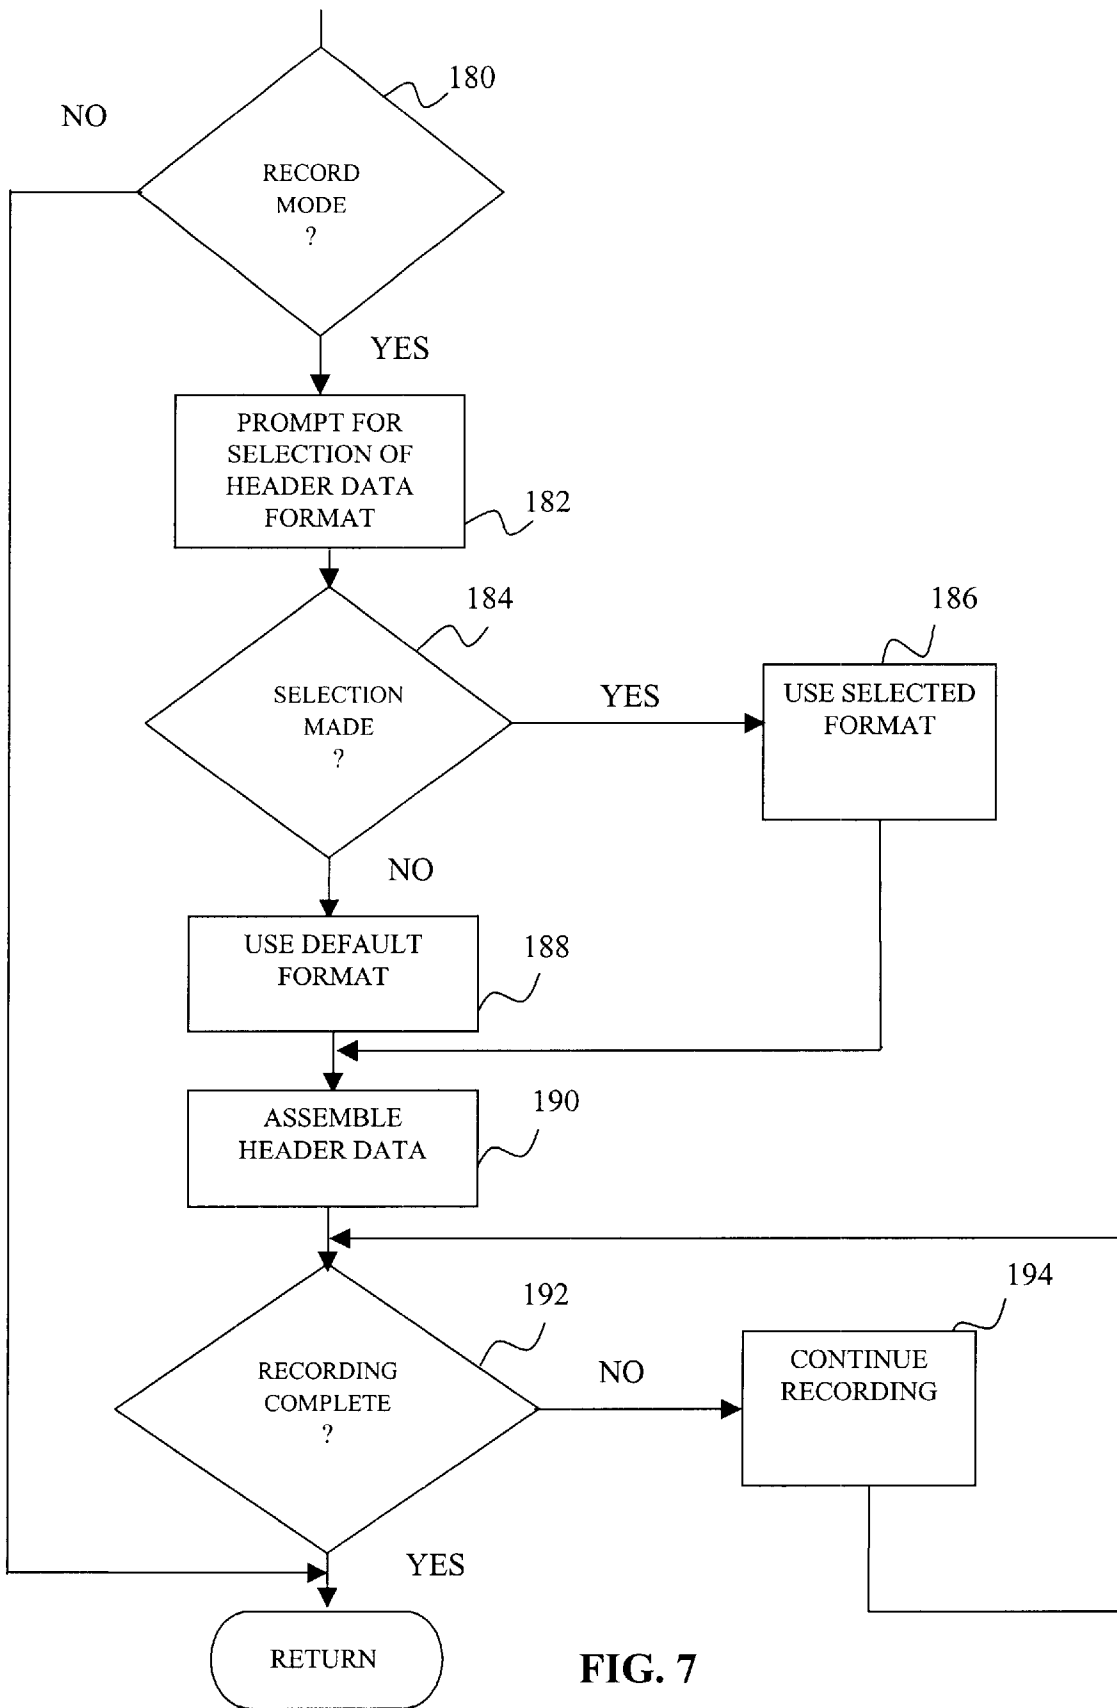 180
NO
RECORD
MODE
?
YES
PROMPT FOR
SELECTION OF
HEADER DATA
FORMAT
182
184
186
SELECTION
MADE
?
YES
USE SELECTED
FORMAT
NO
USE DEFAULT
FORMAT
188
ASSEMBLE
HEADER DATA
190
192
194
RECORDING
COMPLETE
?
NO
CONTINUE
RECORDING
YES
RETURN
FIG. 7